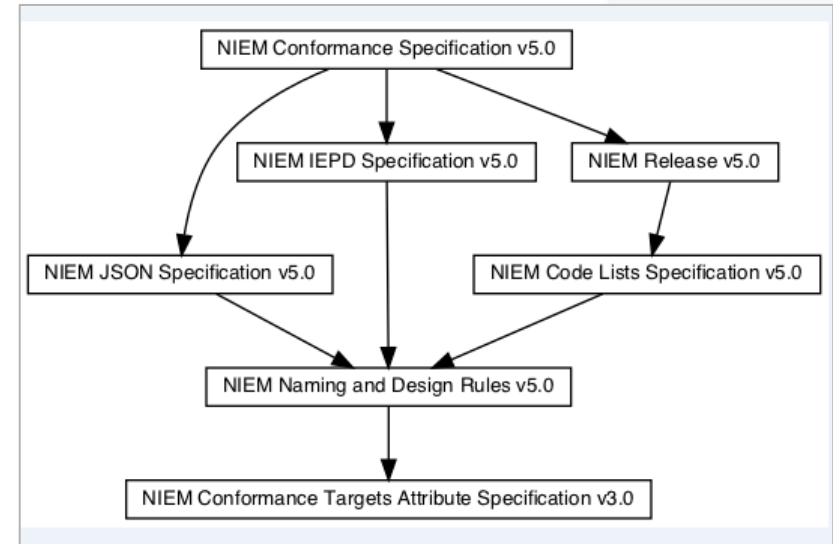 NIEM Conformance Specification v5.0
NIEM IEPD Specification v5.0
NIEM Release v5.0
NIEM JSON Specification v5.0
NIEM Code Lists Specification v5.0
NIEM Naming and Design Rules v5.0
NIEM Conformance Targets Attribute Specification v3.0